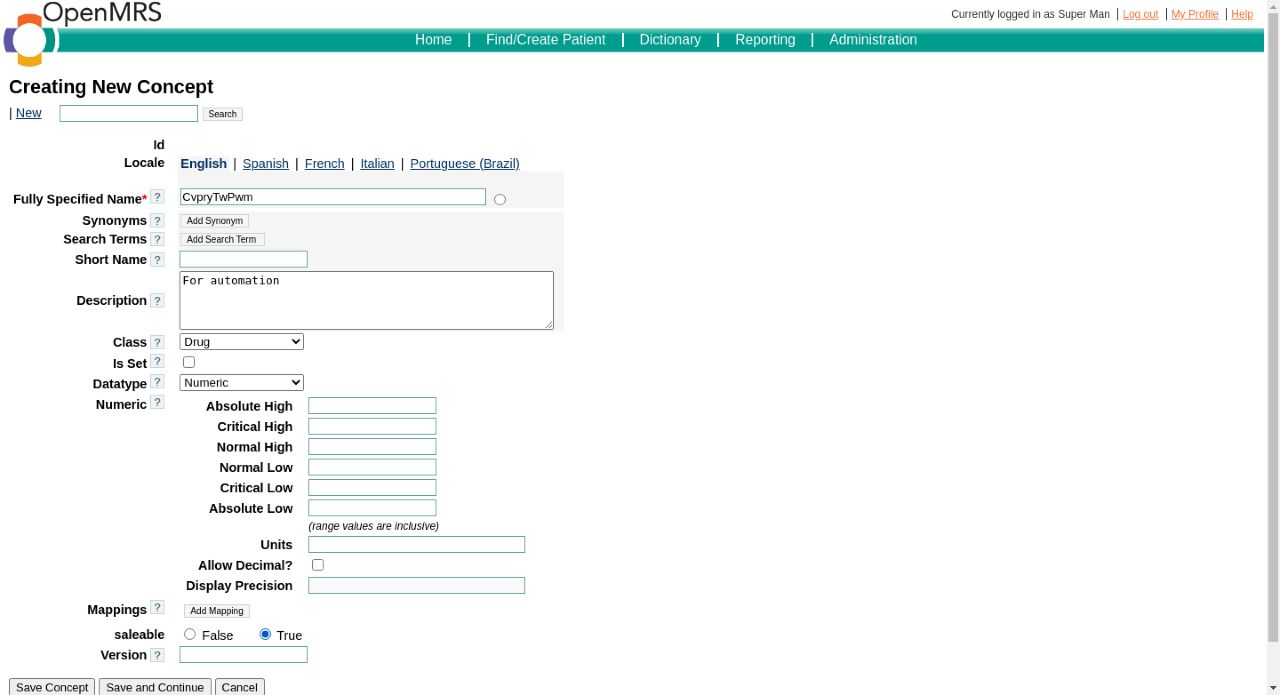 OpenMRS
Currently logged in as Super Man | Log out | My Profile | Help
Home | Find/Create Patient | Dictionary | Reporting | Administration
Creating New Concept
| New Search
Id
Locale English | Spanish | French | Italian | Portuguese (Brazil)
Fully Specified Name* ? CvpryTwPwm
Synonyms ? Add Synonym
Search Terms ? Add Search Term
Short Name ?
Description ? For automation
Class ? Drug
Is Set ?
Datatype ? Numeric
Numeric ? Absolute High
Critical High
Normal High
Normal Low
Critical Low
Absolute Low
(range values are inclusive)
Units
Allow Decimal?
Display Precision
Mappings ? Add Mapping
saleable False True
Version ?
Save Concept Save and Continue Cancel